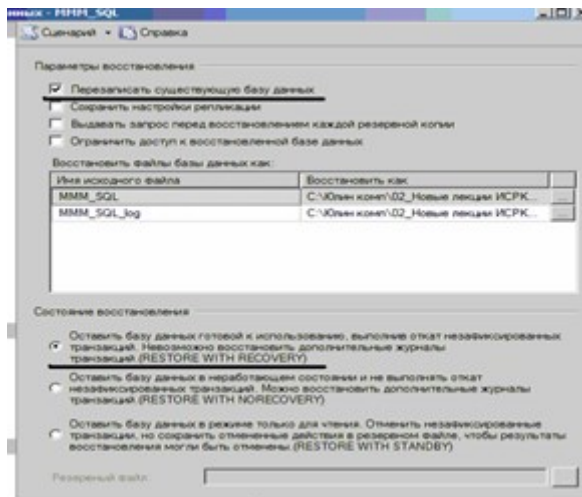 нных - MMM_SQL
Сценарий Справка
Параметры восстановления
Перезаписать существующую базу данных
Сохранить настройки репликации
Выдавать запрос перед восстановлением каждой резервной копии
Ограничить доступ к восстановленной базе данных
Восстановить файлы базы данных как:
Имя исходного файла Восстановить как
MMM_SQL C:\Юлин комп\02_Новые лекции ИСРК... ...
MMM_SQL_log C:\Юлин комп\02_Новые лекции ИСРК... ...
Состояние восстановления
Оставить базу данных готовой к использованию, выполнив откат незафиксированных
транзакций. Невозможно восстановить дополнительные журналы
транзакций.(RESTORE WITH RECOVERY)
Оставить базу данных в неработающем состоянии и не выполнять откат
незафиксированных транзакций. Можно восстановить дополнительные журналы
транзакций.(RESTORE WITH NORECOVERY)
Оставить базу данных в режиме только для чтения. Отменить незафиксированные
транзакции, но сохранить отмененные действия в резервном файле, чтобы результаты
восстановления могли быть отменены.(RESTORE WITH STANDBY)
Резервный файл: ...